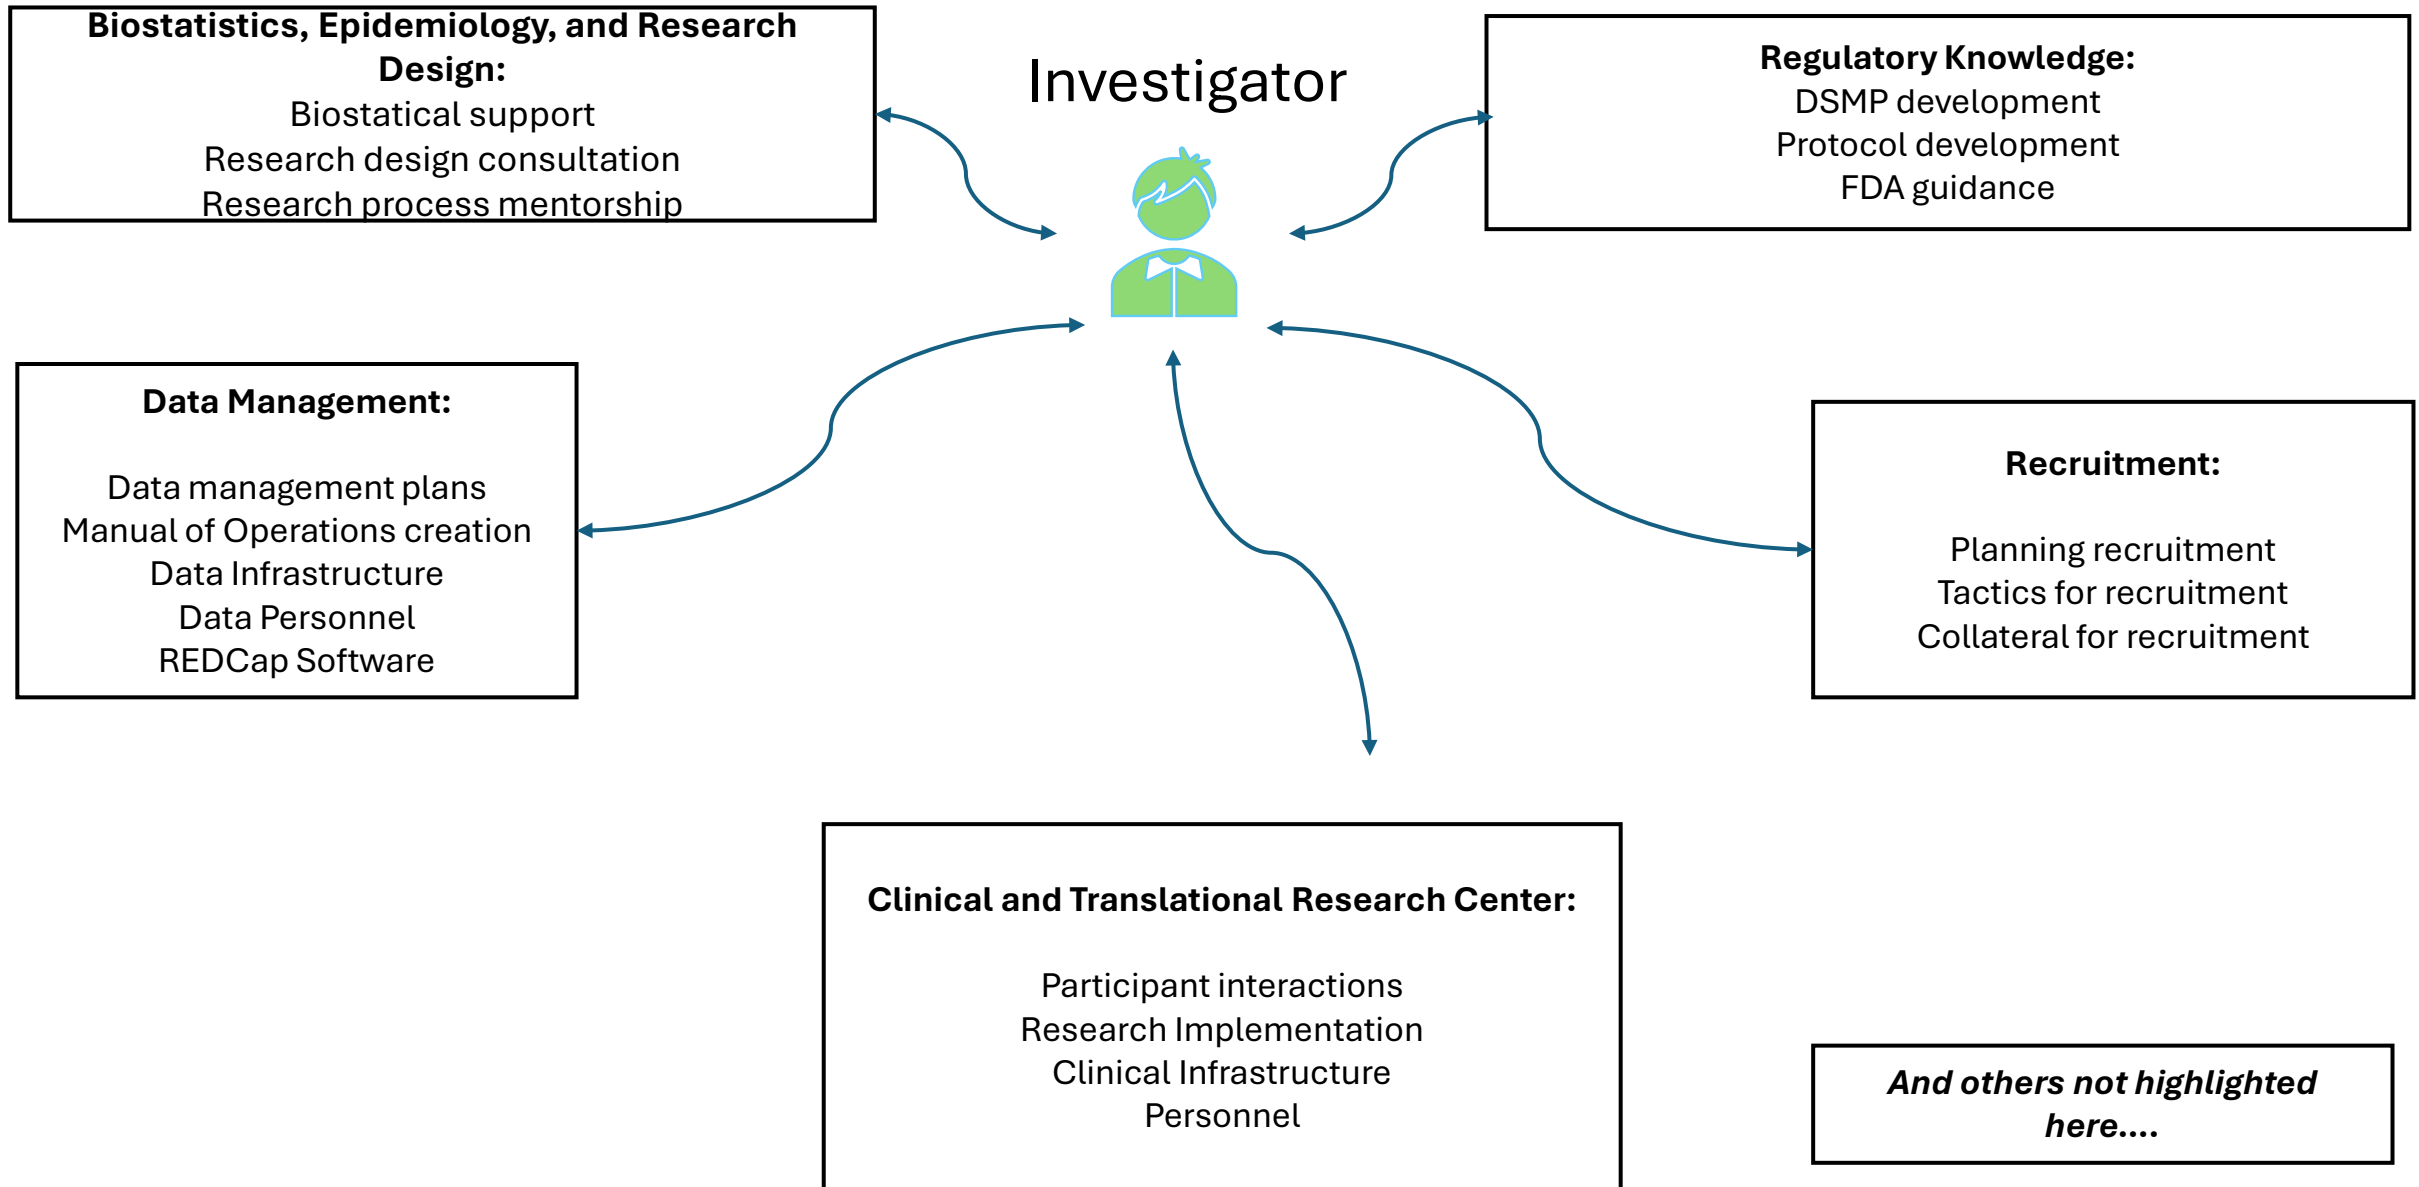 Biostatistics, Epidemiology, and Research
Design:
Biostatical support
Research design consultation
Research process mentorship
Investigator
Regulatory Knowledge:
DSMP development
Protocol development
FDA guidance
Data Management:
Data management plans
Manual of Operations creation
Data Infrastructure
Data Personnel
REDCap Software
Recruitment:
Planning recruitment
Tactics for recruitment
Collateral for recruitment
Clinical and Translational Research Center:
Participant interactions
Research Implementation
Clinical Infrastructure
Personnel
And others not highlighted
here....